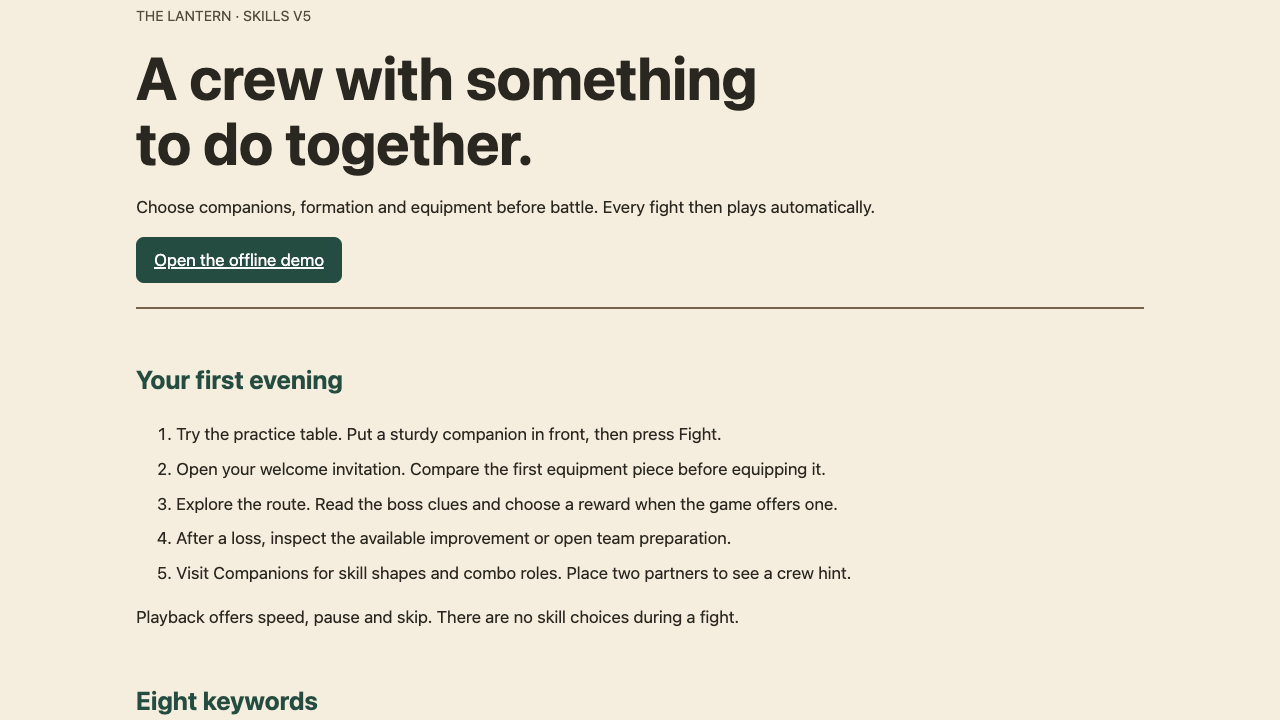 THE LANTERN · SKILLS V5
A crew with something
to do together.
Choose companions, formation and equipment before battle. Every fight then plays automatically.
Open the offline demo
Your first evening
1. Try the practice table. Put a sturdy companion in front, then press Fight.
2. Open your welcome invitation. Compare the first equipment piece before equipping it.
3. Explore the route. Read the boss clues and choose a reward when the game offers one.
4. After a loss, inspect the available improvement or open team preparation.
5. Visit Companions for skill shapes and combo roles. Place two partners to see a crew hint.
Playback offers speed, pause and skip. There are no skill choices during a fight.
Eight keywords